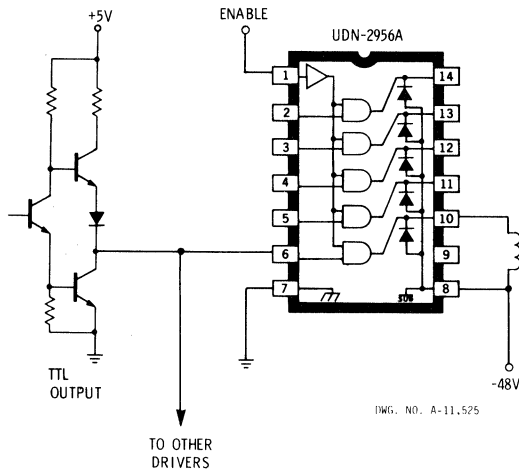 +5V
ENABLE
UDN-2956A
1
2
3
4
5
6
7
14
13
12
11
10
9
8
SUB
TTL
OUTPUT
TO OTHER
DRIVERS
-48V
DWG. NO. A-11,525